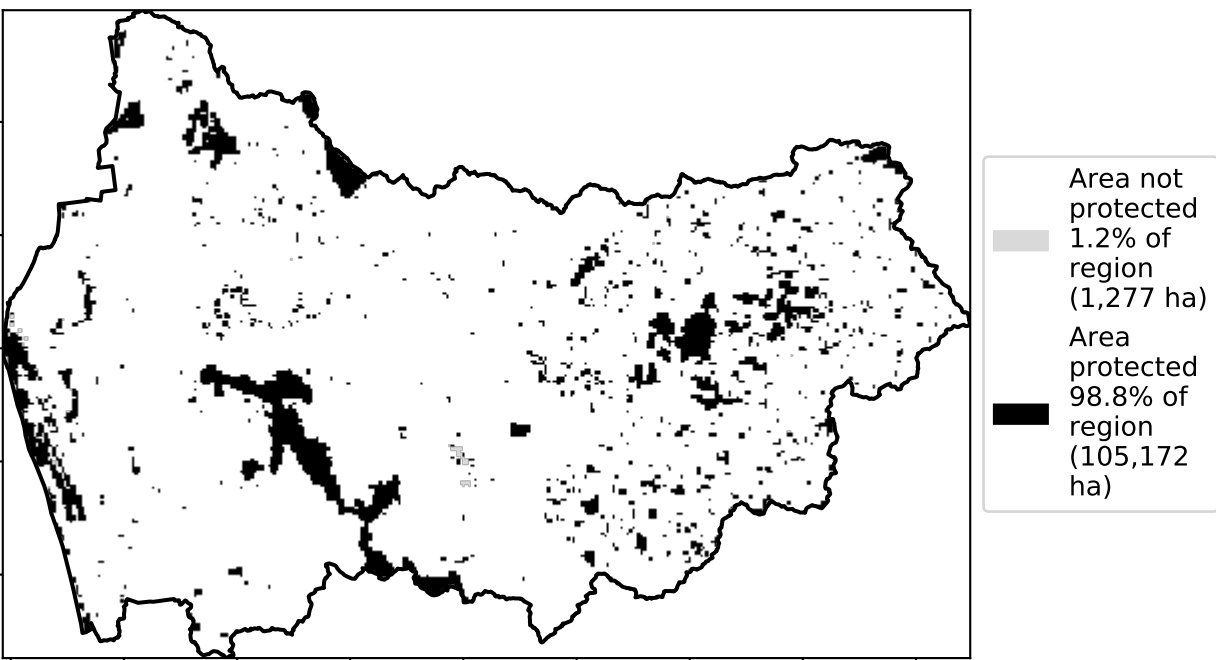 Area not
protected
1.2% of
region
(1,277 ha)
Area
protected
98.8% of
region
(105,172
ha)